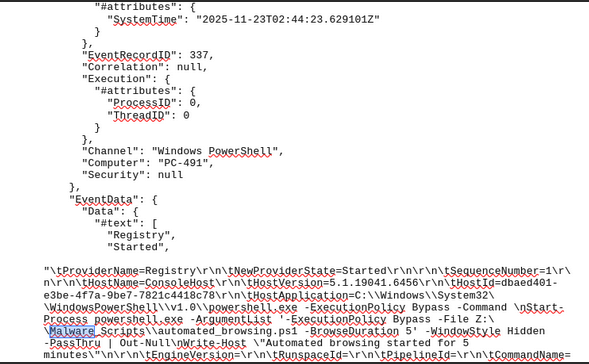 "#attributes": {
"SystemTime": "2025-11-23T02:44:23.629101Z"
}
},
"EventRecordID": 337,
"Correlation": null,
"Execution": {
"#attributes": {
"ProcessID": 0,
"ThreadID": 0
}
},
"Channel": "Windows PowerShell",
"Computer": "PC-491",
"Security": null
},
"EventData": {
"Data": {
"#text": [
"Registry",
"Started",
"\tProviderName=Registry\r\n\tNewProviderState=Started\r\n\r\n\tSequenceNumber=1\r\
n\r\n\tHostName=ConsoleHost\r\n\tHostVersion=5.1.19041.6456\r\n\tHostId=dbaed401-
e3be-4f7a-9be7-7821c4418c78\r\n\tHostApplication=C:\\Windows\\System32\
\WindowsPowerShell\\v1.0\\powershell.exe -ExecutionPolicy Bypass -Command \nStart-
Process powershell.exe -ArgumentList '-ExecutionPolicy Bypass -File Z:\
\Malware_Scripts\\automated_browsing.ps1 -BrowseDuration 5' -WindowStyle Hidden
-PassThru | Out-Null\nWrite-Host \"Automated browsing started for 5
minutes\"\n\r\n\tEngineVersion=\r\n\tRunspaceId=\r\n\tPipelineId=\r\n\tCommandName=